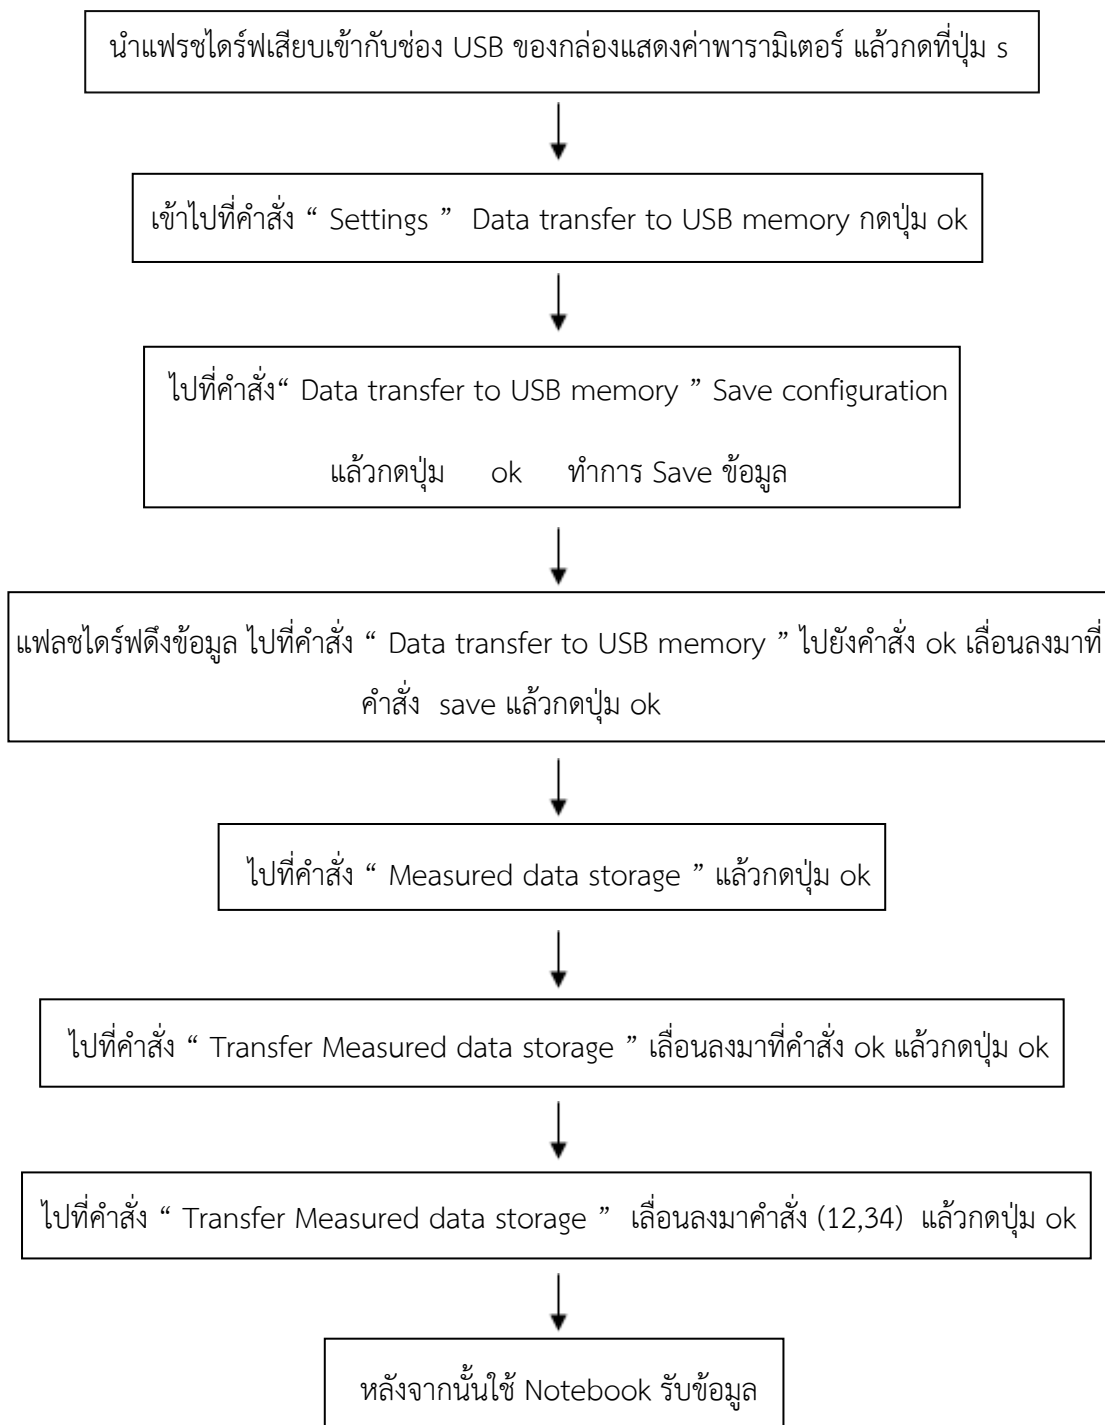 นำแฟรชไดร์ฟเสียบเข้ากับช่อง USB ของกล่องแสดงค่าพารามิเตอร์ แล้วกดที่ปุ่ม s
เข้าไปที่คำสั่ง “ Settings ” Data transfer to USB memory กดปุ่ม ok
ไปที่คำสั่ง“ Data transfer to USB memory ” Save configuration
แล้วกดปุ่ม ok ทำการ Save ข้อมูล
แฟลชไดร์ฟดึงข้อมูล ไปที่คำสั่ง “ Data transfer to USB memory ” ไปยังคำสั่ง ok เลื่อนลงมาที่
คำสั่ง save แล้วกดปุ่ม ok
ไปที่คำสั่ง “ Measured data storage ” แล้วกดปุ่ม ok
ไปที่คำสั่ง “ Transfer Measured data storage ” เลื่อนลงมาที่คำสั่ง ok แล้วกดปุ่ม ok
ไปที่คำสั่ง “ Transfer Measured data storage ” เลื่อนลงมาคำสั่ง (12,34) แล้วกดปุ่ม ok
หลังจากนั้นใช้ Notebook รับข้อมูล